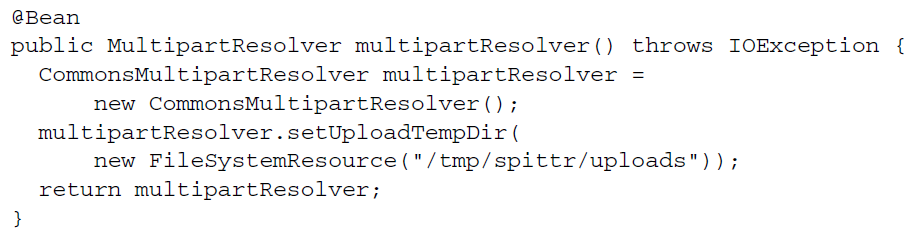 @Bean
public MultipartResolver multipartResolver() throws IOException {
  CommonsMultipartResolver multipartResolver =
      new CommonsMultipartResolver();
  multipartResolver.setUploadTempDir(
      new FileSystemResource("/tmp/spittr/uploads"));
  return multipartResolver;
}